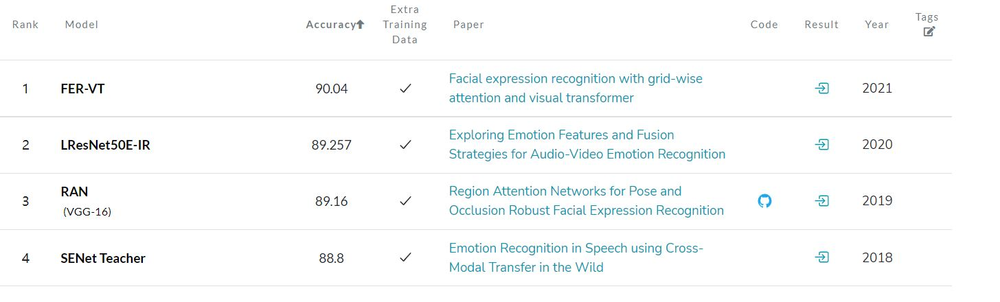 Rank Model Accuracy Extra Training Data Paper Code Result Year Tags
1 FER-VT 90.04 ✓ Facial expression recognition with grid-wise
attention and visual transformer 2021
2 LResNet50E-IR 89.257 ✓ Exploring Emotion Features and Fusion
Strategies for Audio-Video Emotion Recognition 2020
3 RAN
(VGG-16) 89.16 ✓ Region Attention Networks for Pose and
Occlusion Robust Facial Expression Recognition 2019
4 SENet Teacher 88.8 ✓ Emotion Recognition in Speech using Cross-
Modal Transfer in the Wild 2018